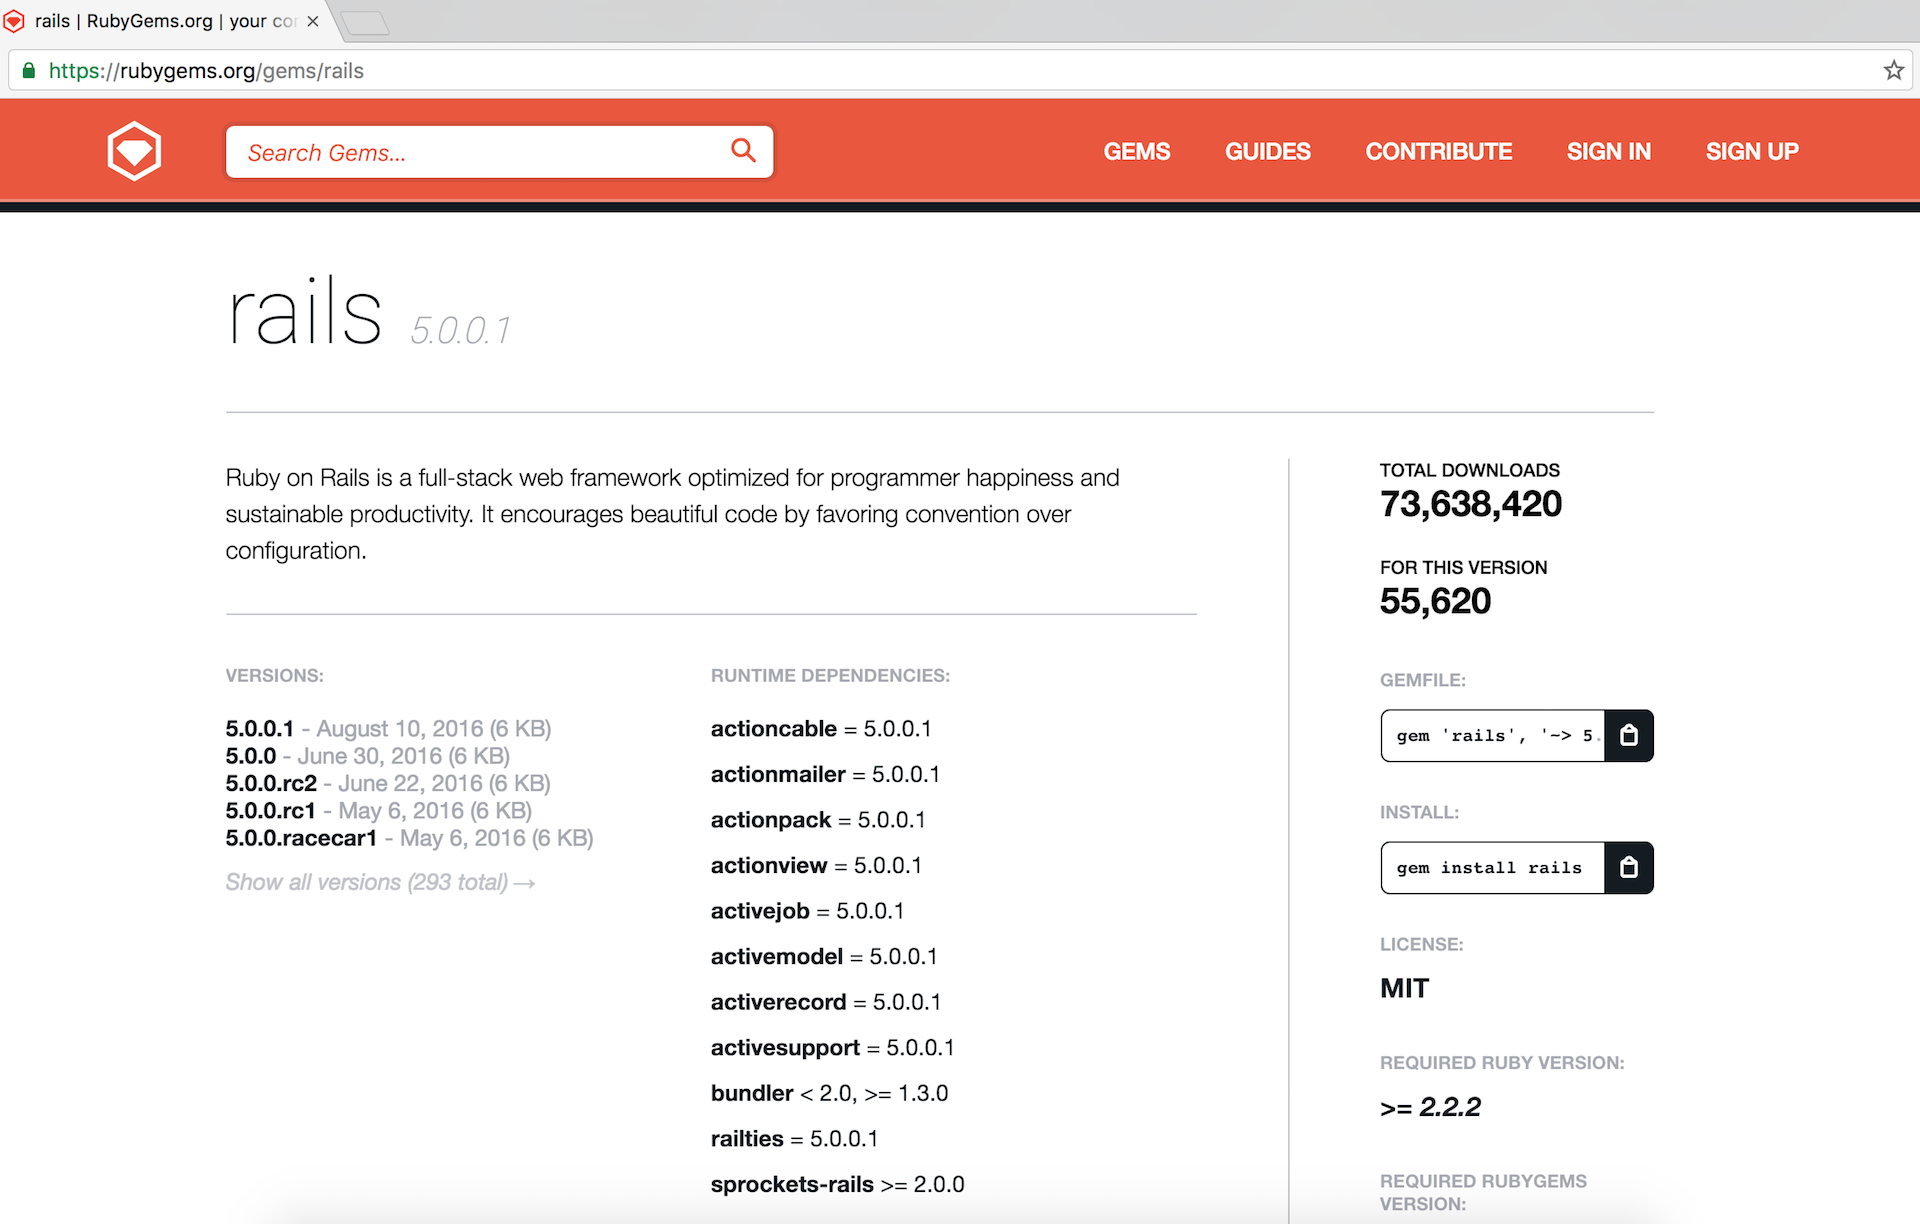 rails | RubyGems.org | your co
https://rubygems.org/gems/rails
Search Gems...
GEMS
GUIDES
CONTRIBUTE
SIGN IN
SIGN UP
rails 5.0.0.1
Ruby on Rails is a full-stack web framework optimized for programmer happiness and
sustainable productivity. It encourages beautiful code by favoring convention over
configuration.
VERSIONS:
5.0.0.1 - August 10, 2016 (6 KB)
5.0.0 - June 30, 2016 (6 KB)
5.0.0.rc2 - June 22, 2016 (6 KB)
5.0.0.rc1 - May 6, 2016 (6 KB)
5.0.0.racecar1 - May 6, 2016 (6 KB)
Show all versions (293 total) →
RUNTIME DEPENDENCIES:
actioncable = 5.0.0.1
actionmailer = 5.0.0.1
actionpack = 5.0.0.1
actionview = 5.0.0.1
activejob = 5.0.0.1
activemodel = 5.0.0.1
activerecord = 5.0.0.1
activesupport = 5.0.0.1
bundler < 2.0, >= 1.3.0
railties = 5.0.0.1
sprockets-rails >= 2.0.0
TOTAL DOWNLOADS
73,638,420
FOR THIS VERSION
55,620
GEMFILE:
gem 'rails', '~> 5.
INSTALL:
gem install rails
LICENSE:
MIT
REQUIRED RUBY VERSION:
>= 2.2.2
REQUIRED RUBYGEMS
VERSION: